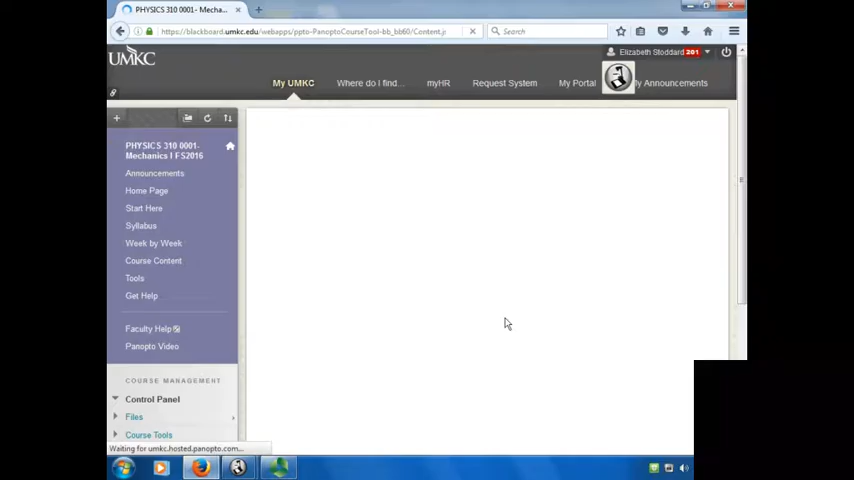 PHYSICS 310 0001- Mecha...
https://blackboard.umkc.edu/webapps/ppto-PanoptoCourseTool-bb_bb60/Content.js
Search
UMKC
Elizabeth Stoddard 201
My UMKC Where do I find... myHR Request System My Portal My Announcements
PHYSICS 310 0001-
Mechanics I FS2016
Announcements
Home Page
Start Here
Syllabus
Week by Week
Course Content
Tools
Get Help
Faculty Help
Panopto Video
COURSE MANAGEMENT
Control Panel
Files
Course Tools
Waiting for umkc.hosted.panopto.com...